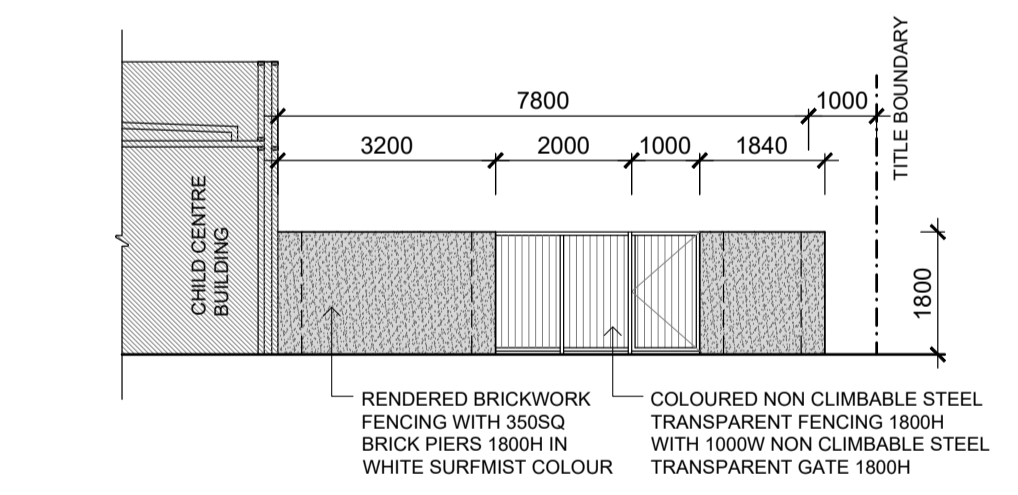 7800
1000
TITLE BOUNDARY
3200
2000
1000
1840
CHILD CENTRE
BUILDING
1800
RENDERED BRICKWORK
FENCING WITH 350SQ
BRICK PIERS 1800H IN
WHITE SURFMIST COLOUR
COLOURED NON CLIMBABLE STEEL
TRANSPARENT FENCING 1800H
WITH 1000W NON CLIMBABLE STEEL
TRANSPARENT GATE 1800H